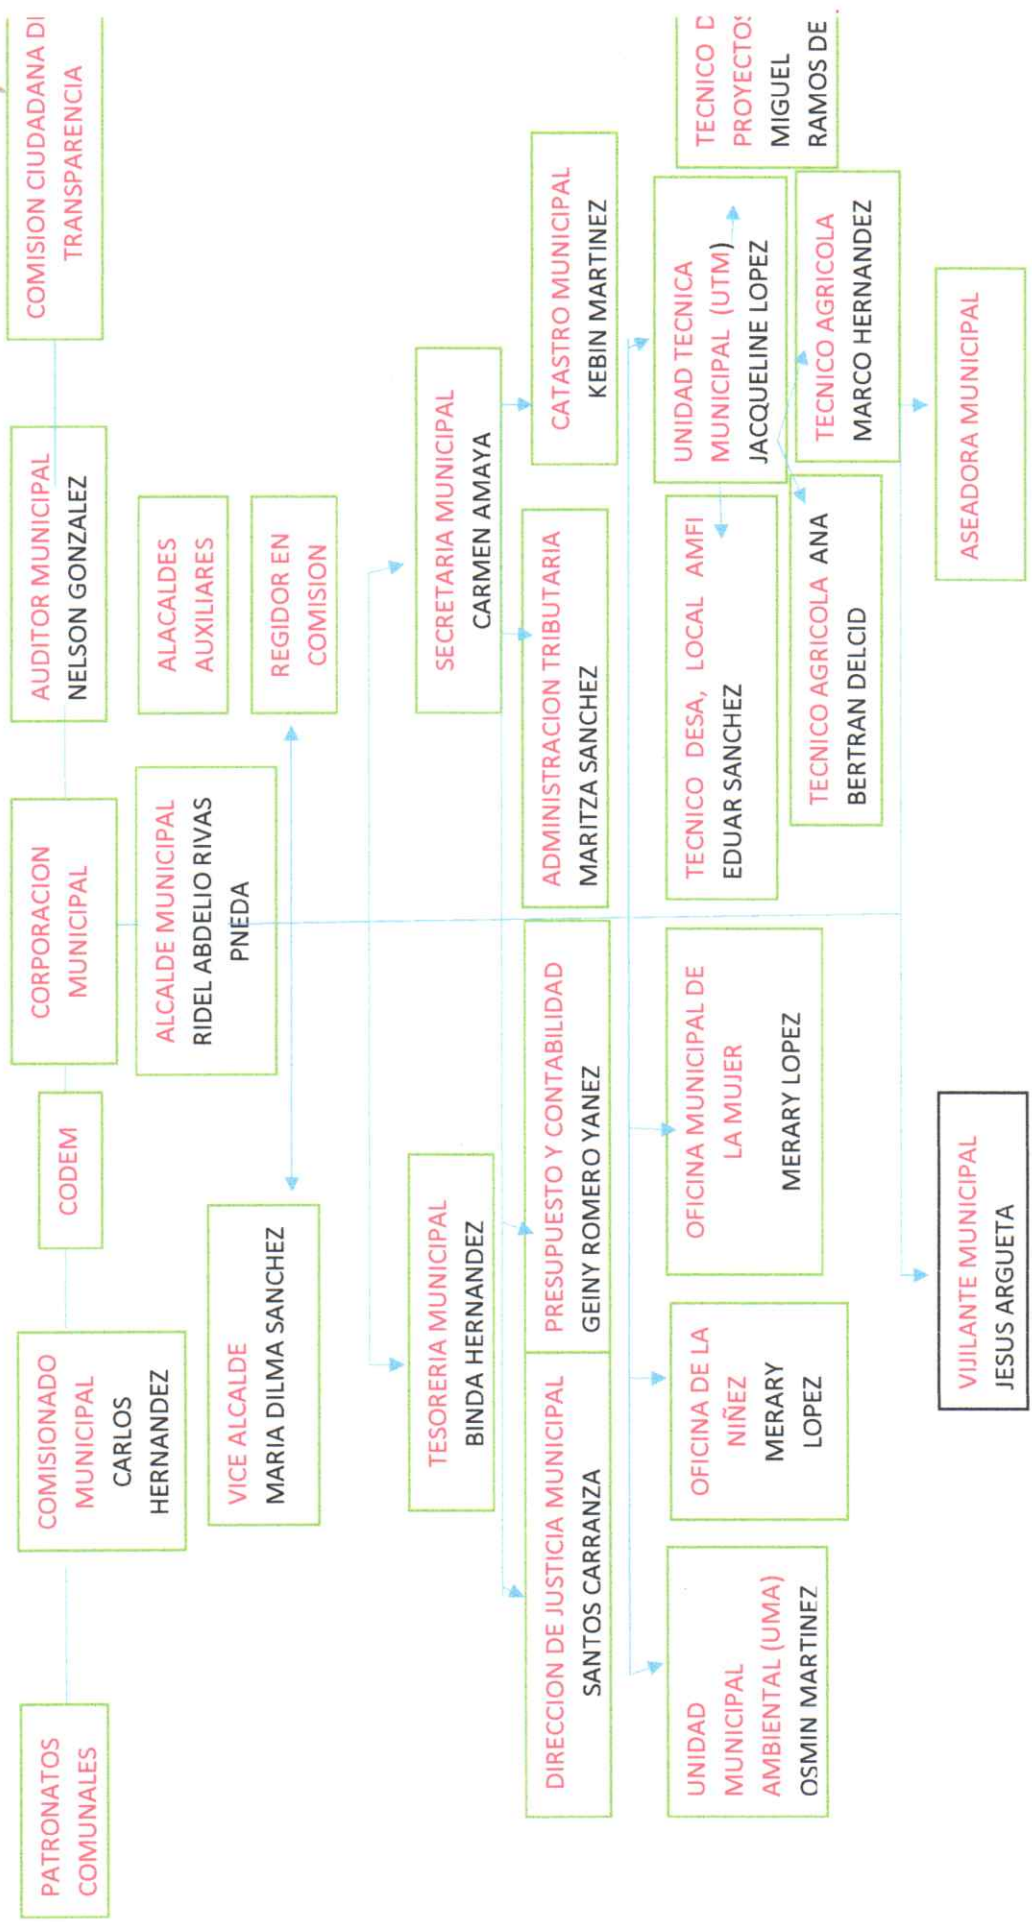 PATRONATOS
COMUNALES
COMISIONADO
MUNICIPAL
CARLOS
HERNANDEZ
CODEM
CORPORACION
MUNICIPAL
AUDITOR MUNICIPAL
NELSON GONZALEZ
COMISION CIUDADANA
TRANSPARENCIA
ALCALDE MUNICIPAL
RIDEL ABDELIO RIVAS
PNEDA
ALACALDES
AUXILIARES
VICE ALCALDE
MARIA DILMA SANCHEZ
REGIDOR EN
COMISION
TESORERIA MUNICIPAL
BINDA HERNANDEZ
SECRETARIA MUNICIPAL
CARMEN AMAYA
DIRECCION DE JUSTICIA MUNICIPAL
SANTOS CARRANZA
PRESUPUESTO Y CONTABILIDAD
GEINY ROMERO YANEZ
ADMINISTRACION TRIBUTARIA
MARITZA SANCHEZ
CATASTRO MUNICIPAL
KEBIN MARTINEZ
UNIDAD
MUNICIPAL
AMBIENTAL (UMA)
OSMIN MARTINEZ
OFICINA DE LA
NIÑEZ
MERARY
LOPEZ
OFICINA MUNICIPAL DE
LA MUJER
MERARY LOPEZ
TECNICO DESA, LOCAL AMFI
EDUAR SANCHEZ
UNIDAD TECNICA
MUNICIPAL (UTM)
JACQUELINE LOPEZ
TECNICO
PROYECTOS
MIGUEL
RAMOS DE
TECNICO AGRICOLA ANA
BERTRAN DELCID
TECNICO AGRICOLA
MARCO HERNANDEZ
VIJILANTE MUNICIPAL
JESUS ARGUETA
ASEADORA MUNICIPAL